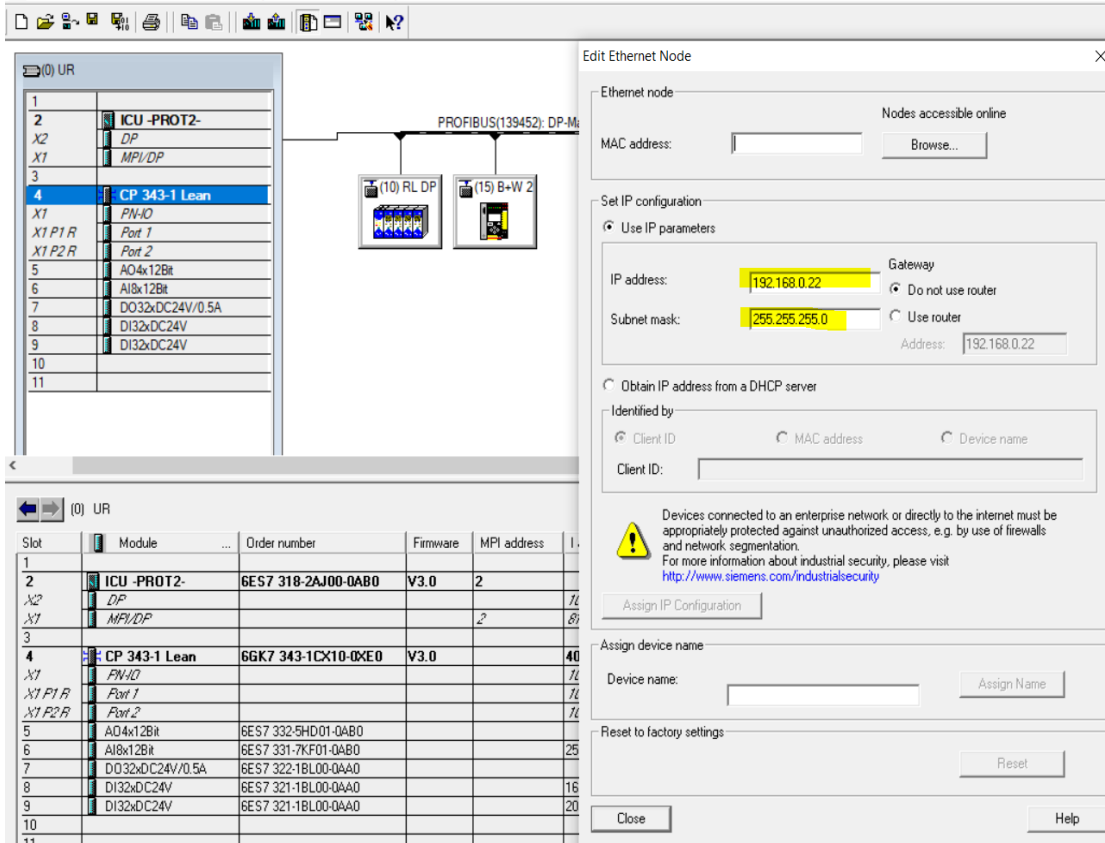 (0) UR
1
2 ICU -PROT2-
X2 DP
X1 MPI/DP
3
4 CP 343-1 Lean
X1 PN-IO
X1 P1 R Port 1
X1 P2 R Port 2
5 AO4x12Bit
6 AI8x12Bit
7 DO32xDC24V/0.5A
8 DI32xDC24V
9 DI32xDC24V
10
11
PROFIBUS(139452): DP-Ma
(10) RL DP
(15) B+W 2
Edit Ethernet Node
Ethernet node
Nodes accessible online
MAC address:
Browse...
Set IP configuration
Use IP parameters
Gateway
IP address: 192.168.0.22
Do not use router
Subnet mask: 255.255.255.0
Use router
Address: 192.168.0.22
Obtain IP address from a DHCP server
Identified by
Client ID MAC address Device name
Client ID:
Devices connected to an enterprise network or directly to the internet must be
appropriately protected against unauthorized access, e.g. by use of firewalls
and network segmentation.
For more information about industrial security, please visit
http://www.siemens.com/industrialsecurity
Assign IP Configuration
Assign device name
Device name:
Assign Name
Reset to factory settings
Reset
Close
Help
(0) UR
Slot Module ... Order number Firmware MPI address
1
2 ICU -PROT2- 6ES7 318-2AJ00-0AB0 V3.0 2
X2 DP
X1 MPI/DP 2
3
4 CP 343-1 Lean 6GK7 343-1CX10-0XE0 V3.0 40
X1 PN-IO
X1 P1 R Port 1
X1 P2 R Port 2
5 AO4x12Bit 6ES7 332-5HD01-0AB0
6 AI8x12Bit 6ES7 331-7KF01-0AB0 25
7 DO32xDC24V/0.5A 6ES7 322-1BL00-0AA0
8 DI32xDC24V 6ES7 321-1BL00-0AA0 16
9 DI32xDC24V 6ES7 321-1BL00-0AA0 20
10
11